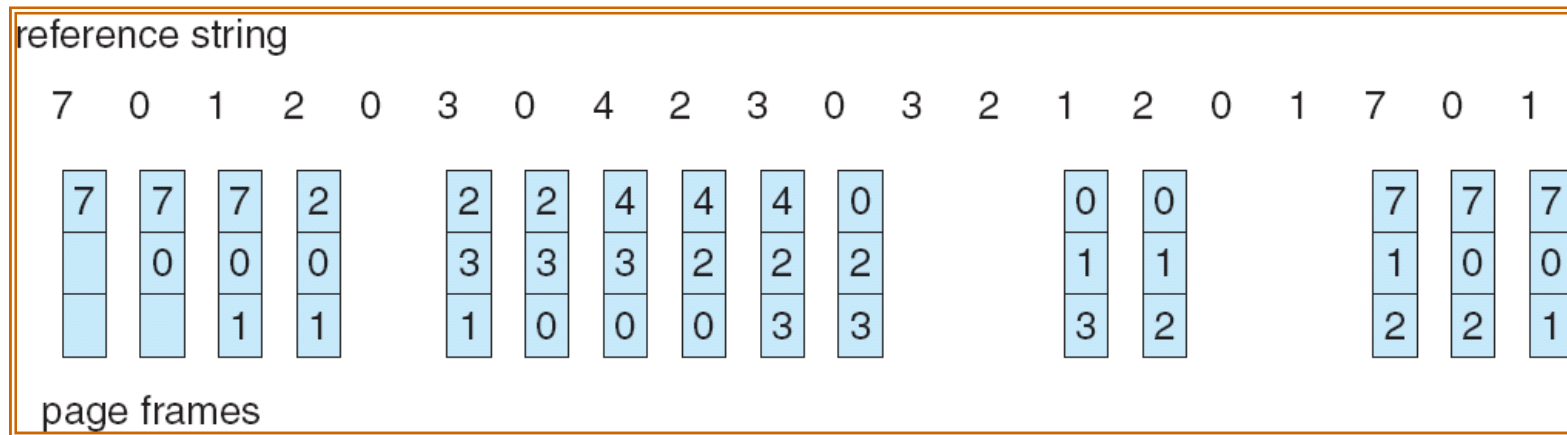 reference string
7 0 1 2 0 3 0 4 2 3 0 3 2 1 2 0 1 7 0 1
7 7 7 2 2 2 4 4 4 0 0 0 7 7 7
0 0 0 3 3 3 2 2 2 1 1 1 0 0
1 1 1 0 0 0 3 3 3 2 2 2 1
page frames